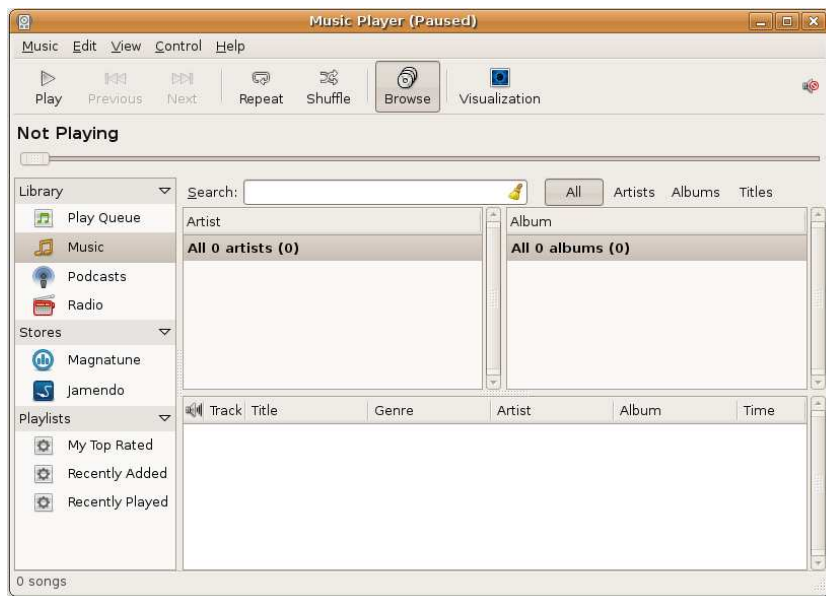 Music Player (Paused)
Music Edit View Control Help
Play Previous Next Repeat Shuffle Browse Visualization
Not Playing
Library
Play Queue
Music
Podcasts
Radio
Stores
Magnatune
Jamendo
Playlists
My Top Rated
Recently Added
Recently Played
Search: All Artists Albums Titles
Artist Album
All 0 artists (0) All 0 albums (0)
Track Title Genre Artist Album Time
0 songs